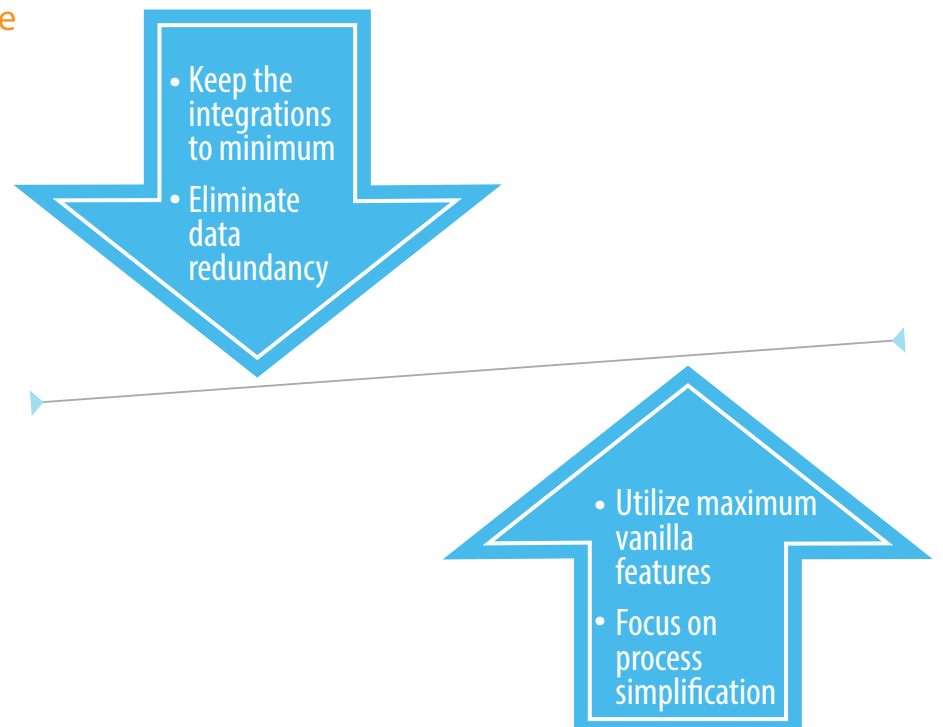 e
• Keep the
integrations
to minimum
• Eliminate
data
redundancy
• Utilize maximum
vanilla
features
• Focus on
process
simplification